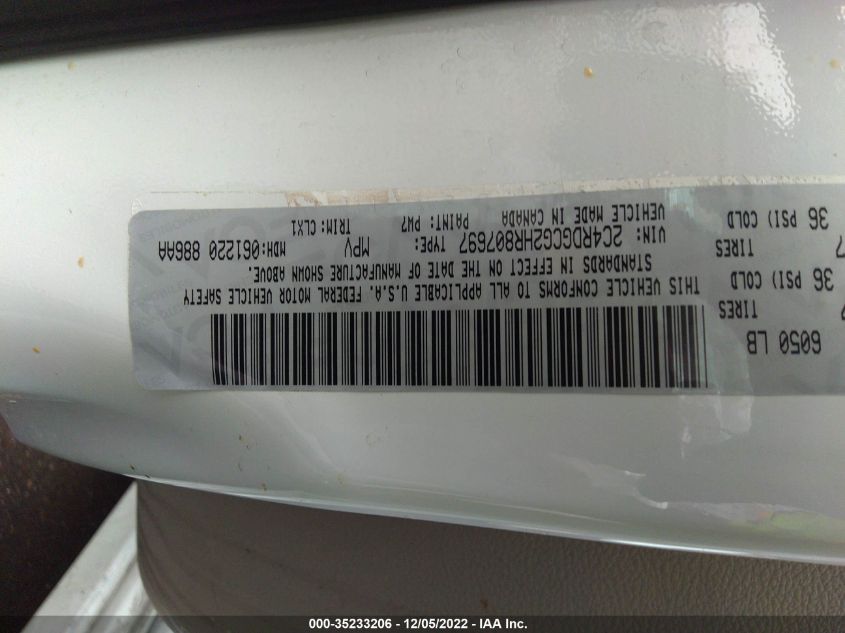 6050 LB
TIRES
36 PSI) COLD
TIRES
36 PSI) COLD
THIS VEHICLE CONFORMS TO ALL APPLICABLE U.S.A. FEDERAL MOTOR VEHICLE SAFETY
STANDARDS IN EFFECT ON THE DATE OF MANUFACTURE SHOWN ABOVE.
VIN: 2C4RDGCG2HR807697 TYPE: MPV MDH:061220 886AA
VEHICLE MADE IN CANADA PAINT: PW7 TRIM: CLX1
000-35233206 - 12/05/2022 - IAA Inc.